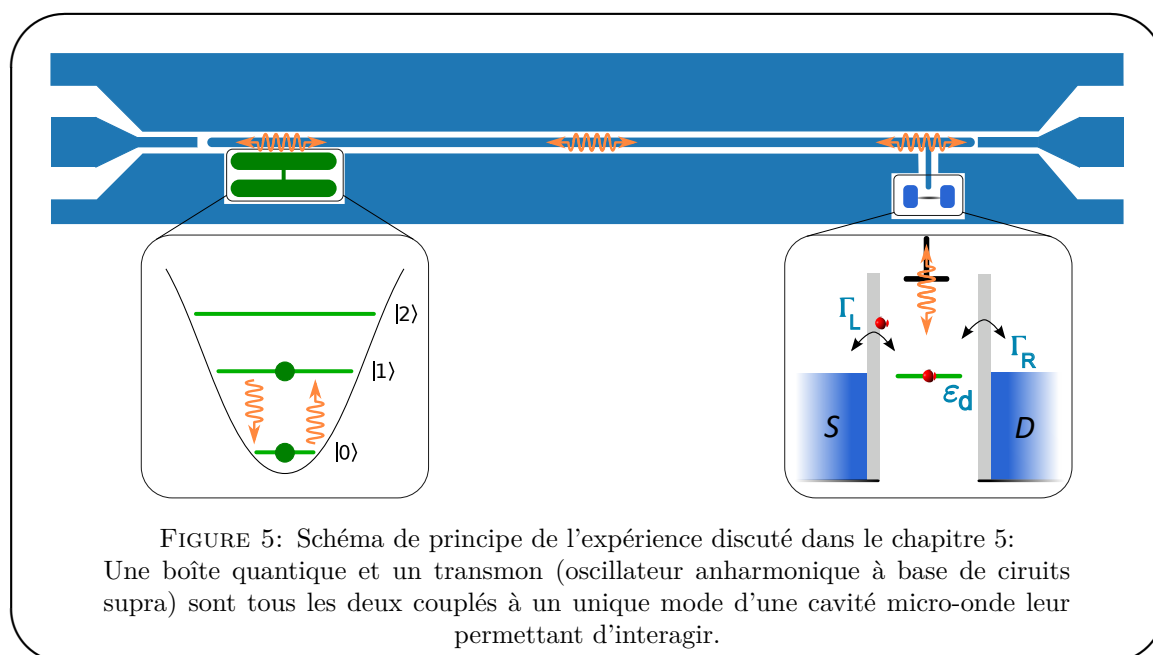 |2⟩
|1⟩
|0⟩
Γ_L
Γ_R
ε_d
S
D
FIGURE 5: Schéma de principe de l'expérience discuté dans le chapitre 5:
Une boîte quantique et un transmon (oscillateur anharmonique à base de ciruits
supra) sont tous les deux couplés à un unique mode d'une cavité micro-onde leur
permettant d'interagir.